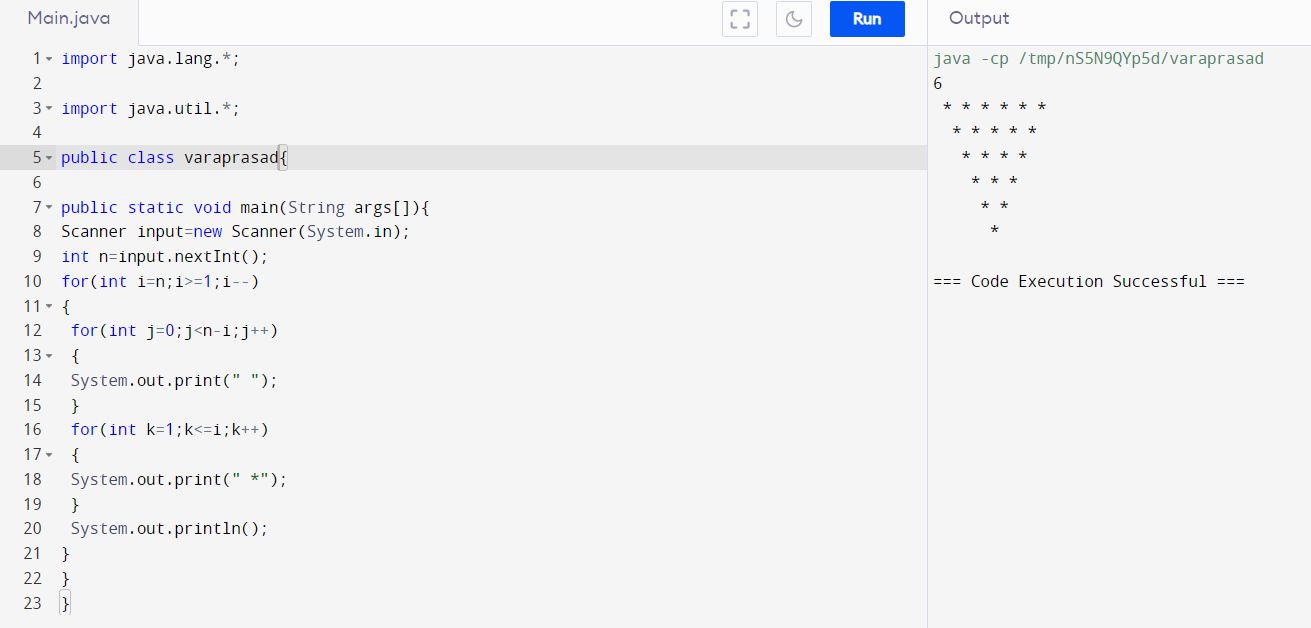 Main.java
Run
Output
1 import java.lang.*;
2
3 import java.util.*;
4
5 public class varaprasad{
6
7 public static void main(String args[]){
8 Scanner input=new Scanner(System.in);
9 int n=input.nextInt();
10 for(int i=n;i>=1;i--)
11 {
12  for(int j=0;j<n-i;j++)
13  {
14  System.out.print(" ");
15  }
16  for(int k=1;k<=i;k++)
17  {
18  System.out.print(" *");
19  }
20  System.out.println();
21 }
22 }
23 }
java -cp /tmp/nS5N9QYp5d/varaprasad
6
 * * * * * *
  * * * * *
   * * * *
    * * *
     * *
      *
=== Code Execution Successful ===